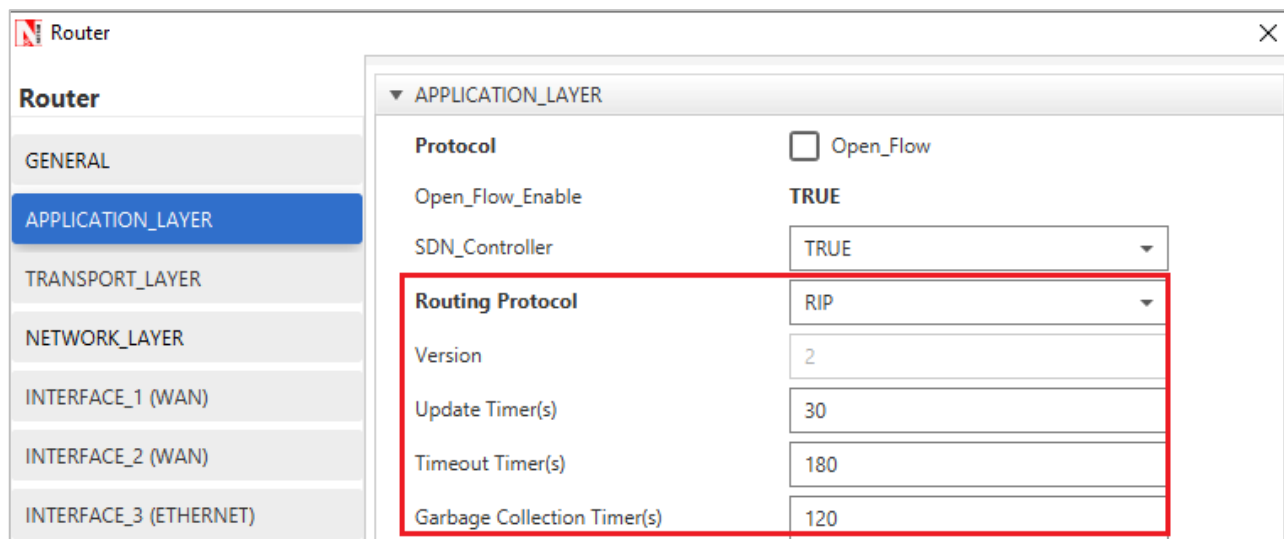 Router
Router
GENERAL
APPLICATION_LAYER
TRANSPORT_LAYER
NETWORK_LAYER
INTERFACE_1 (WAN)
INTERFACE_2 (WAN)
INTERFACE_3 (ETHERNET)
APPLICATION_LAYER
Protocol Open_Flow
Open_Flow_Enable TRUE
SDN_Controller TRUE
Routing Protocol RIP
Version 2
Update Timer(s) 30
Timeout Timer(s) 180
Garbage Collection Timer(s) 120